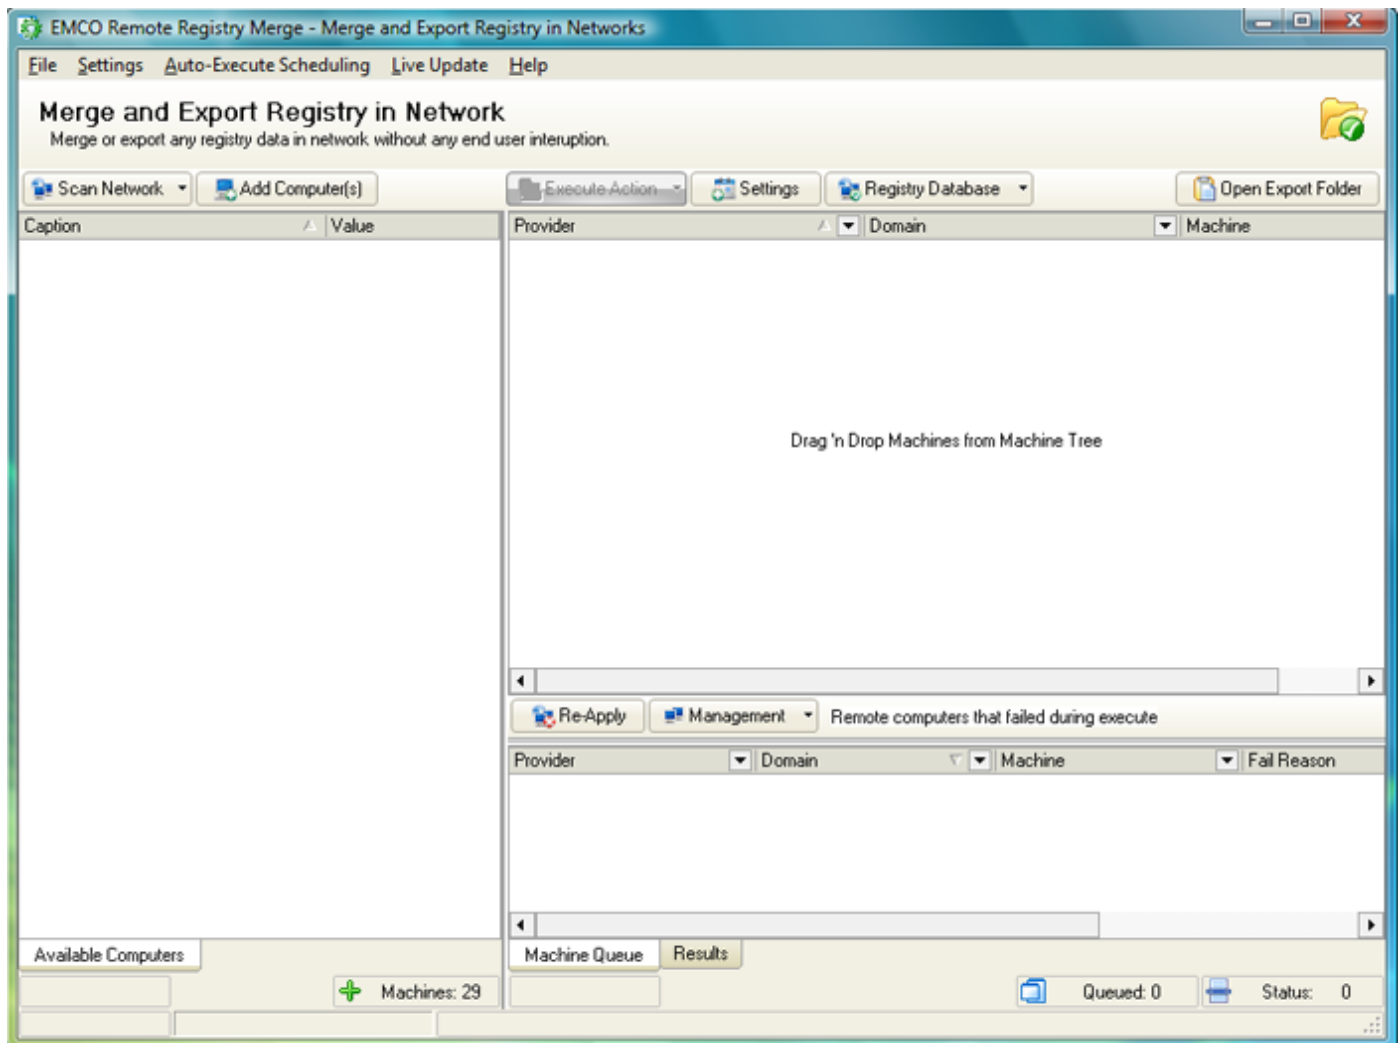 EMCO Remote Registry Merge - Merge and Export Registry in Networks
File Settings Auto-Execute Scheduling Live Update Help
Merge and Export Registry in Network
Merge or export any registry data in network without any end user interuption.
Scan Network Add Computer(s) Execute Action Settings Registry Database Open Export Folder
Caption Value Provider Domain Machine
Drag 'n Drop Machines from Machine Tree
Re-Apply Management Remote computers that failed during execute
Provider Domain Machine Fail Reason
Available Computers Machine Queue Results
Machines: 29 Queued: 0 Status: 0